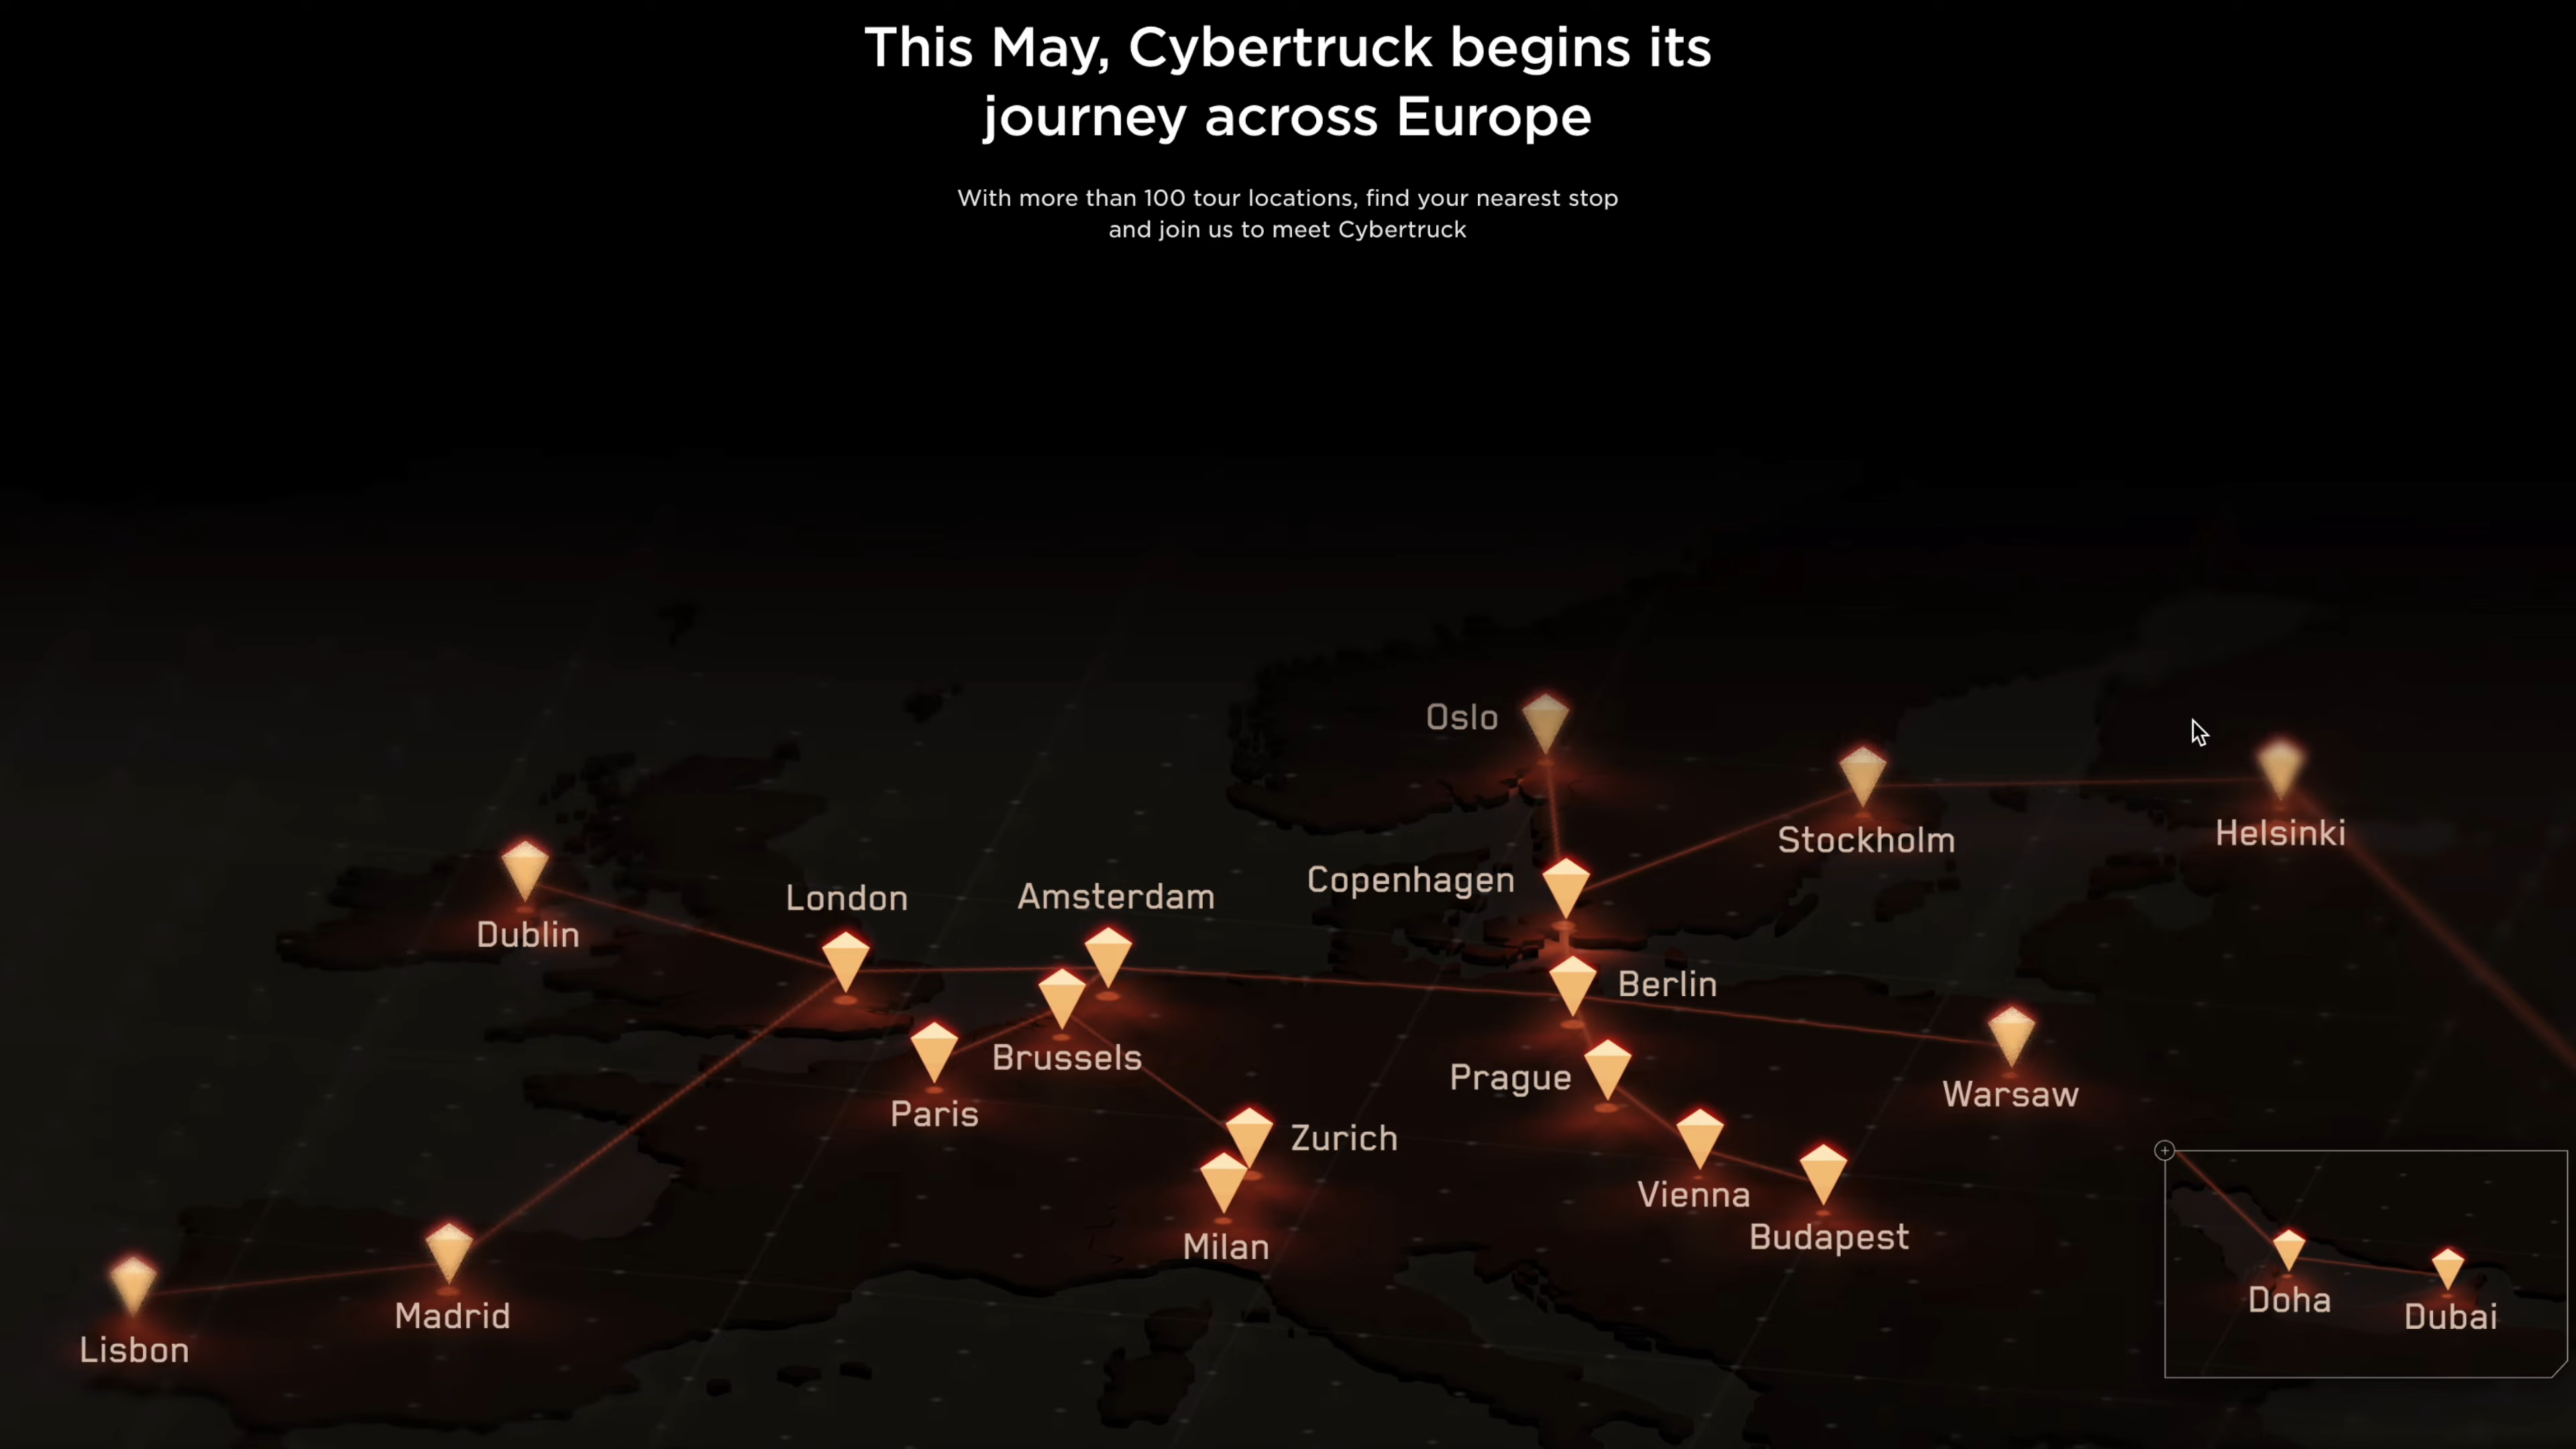 This May, Cybertruck begins its
journey across Europe
With more than 100 tour locations, find your nearest stop
and join us to meet Cybertruck
Oslo
Stockholm
Helsinki
Copenhagen
London
Amsterdam
Dublin
Berlin
Brussels
Prague
Warsaw
Paris
Zurich
Vienna
Budapest
Milan
Madrid
Lisbon
Doha
Dubai